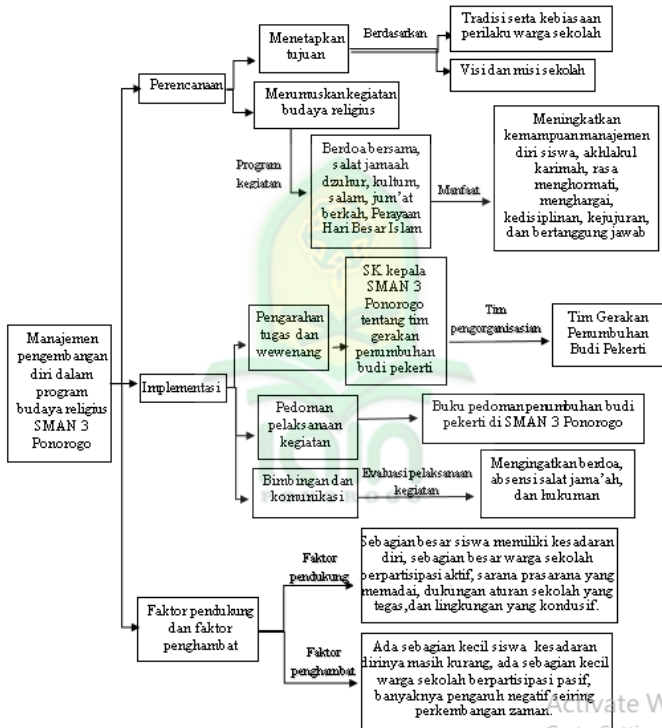 Tradisi serta kebiasaan
perilaku warga sekolah
Menetapkan
tujuan
Berdasarkan
Visi dan misi sekolah
Perencanaan
Merumuskan kegiatan
budaya religius
Program
kegiatan
Berdoa bersama,
salat jamaah
dzuhur, kultum,
salam, jum'at
berkah, Perayaan
Hari Besar Islam
Manfaat
Meningkatkan
kemampuan manajemen
diri siswa, akhlakul
karimah, rasa
menghormati,
menghargai,
kedisiplinan, kejujuran,
dan bertanggung jawab
Manajemen
pengembangan
diri dalam
program
budaya religius
SMAN 3
Ponorogo
Implementasi
Pengarahan
tugas dan
wewenang
SK kepala
SMAN 3
Ponorogo
tentang tim
gerakan
penumbuhan
budi pekerti
Tim
pengorganisasian
Tim Gerakan
Penumbuhan
Budi Pekerti
Pedoman
pelaksanaan
kegiatan
Buku pedoman penumbuhan budi
pekerti di SMAN 3 Ponorogo
Bimbingan dan
komunikasi
Evaluasi pelaksanaan
kegiatan
Mengingatkan berdoa,
absensi salat jama'ah,
dan hukuman
Faktor pendukung
dan faktor
penghambat
Faktor
pendukung
Sebagian besar siswa memiliki kesadaran
diri, sebagian besar warga sekolah
berpartisipasi aktif, sarana prasarana yang
memadai, dukungan aturan sekolah yang
tegas,dan lingkungan yang kondusif.
Faktor
penghambat
Ada sebagian kecil siswa kesadaran
dirinya masih kurang, ada sebagian kecil
warga sekolah berpartisipasi pasif,
banyaknya pengaruh negatif seiring
perkembangan zaman.
Activate W